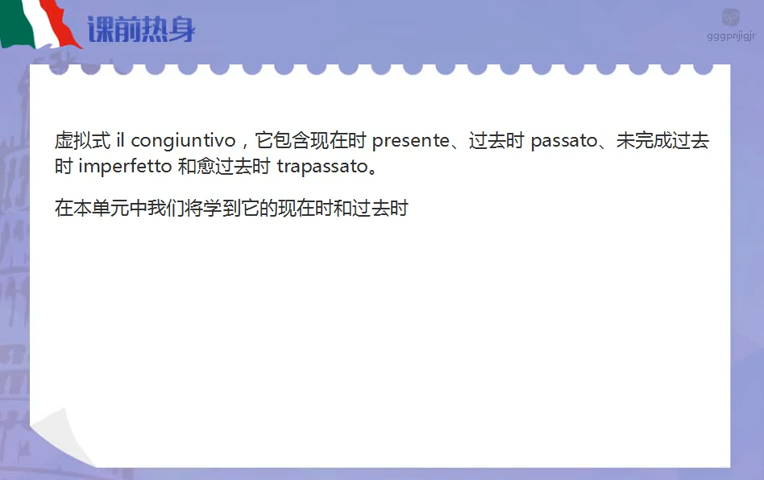 课前热身
gggpnjigjr
虚拟式 il congiuntivo，它包含现在时 presente、过去时 passato、未完成过去
时 imperfetto 和愈过去时 trapassato。
在本单元中我们将学到它的现在时和过去时